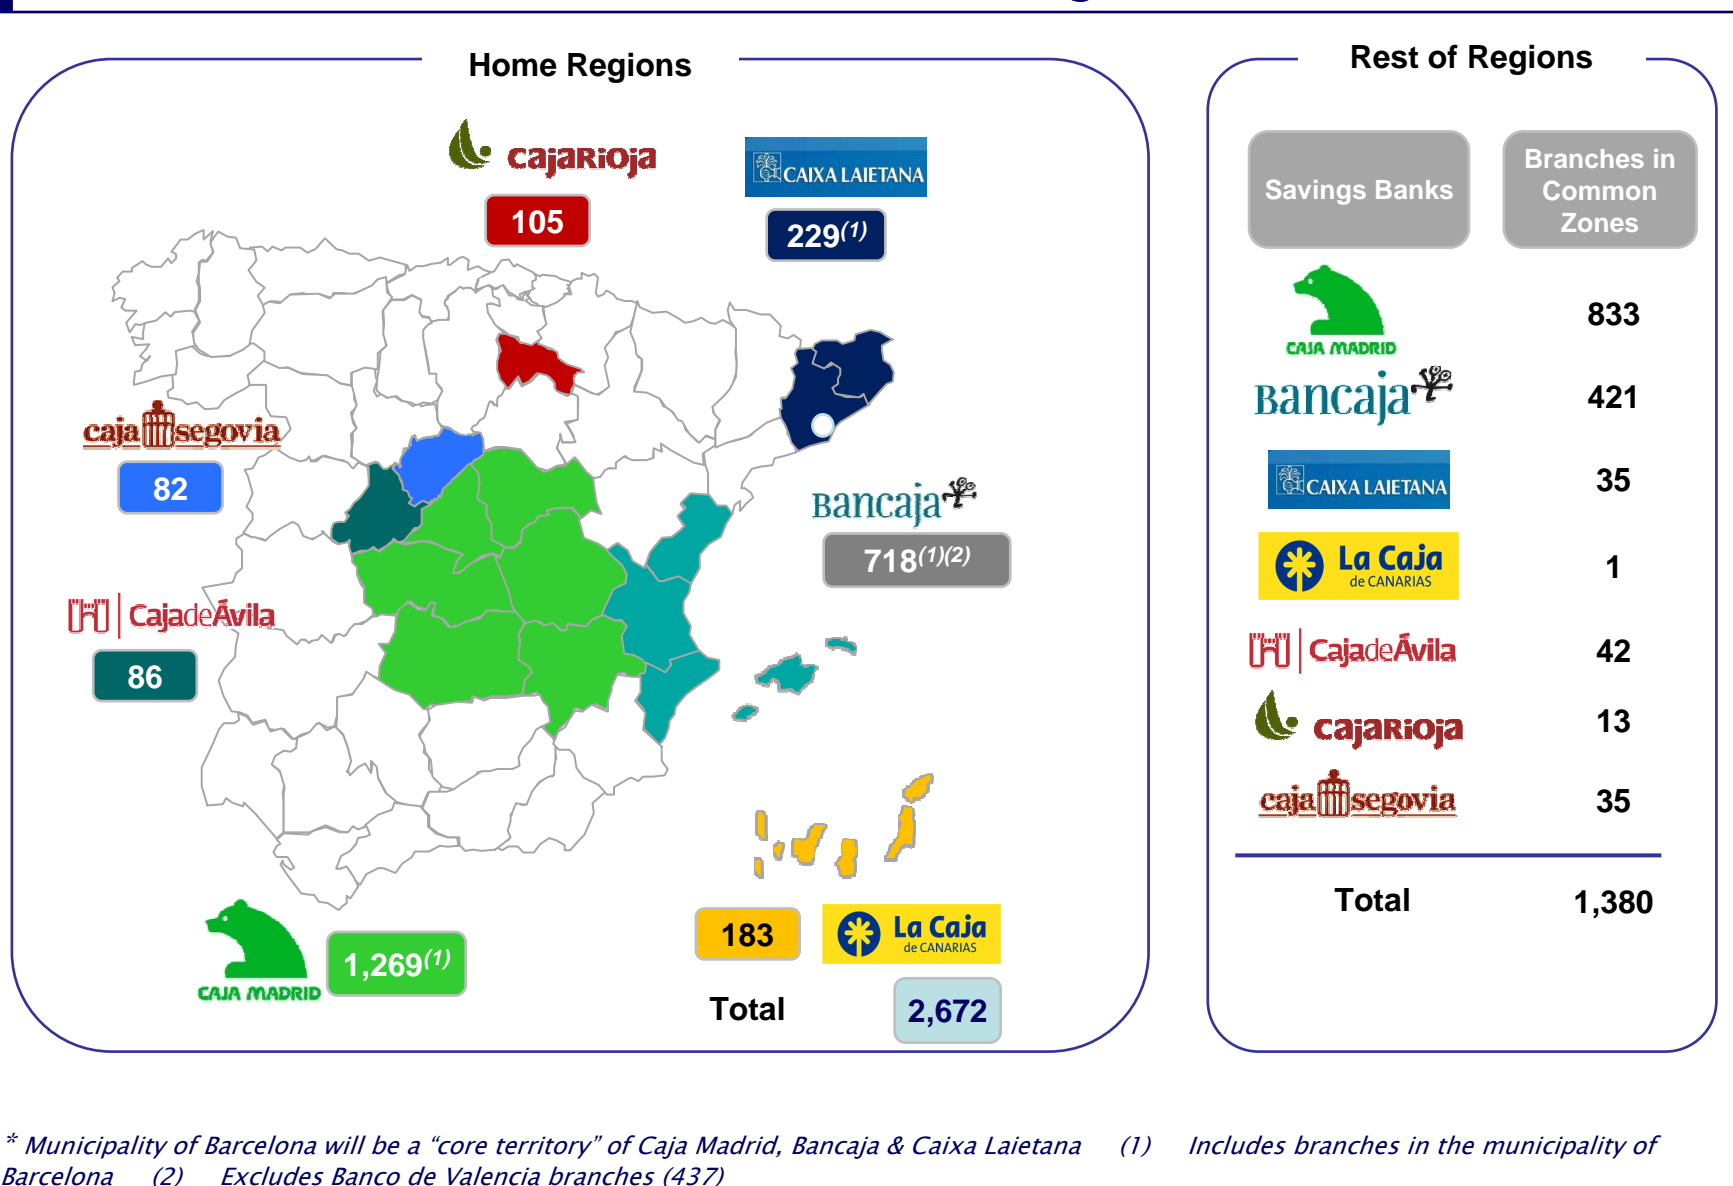 Home Regions
cajaRioja
105
CAIXA LAIETANA
229(1)
caja segovia
82
Bancaja
718(1)(2)
CajadeÁvila
86
CAJA MADRID
1,269(1)
183
La Caja
de CANARIAS
Total
2,672
Rest of Regions
Savings Banks
Branches in
Common
Zones
CAJA MADRID
833
Bancaja
421
CAIXA LAIETANA
35
La Caja
de CANARIAS
1
CajadeÁvila
42
cajaRioja
13
caja segovia
35
Total
1,380
* Municipality of Barcelona will be a “core territory” of Caja Madrid, Bancaja & Caixa Laietana (1) Includes branches in the municipality of
Barcelona (2) Excludes Banco de Valencia branches (437)